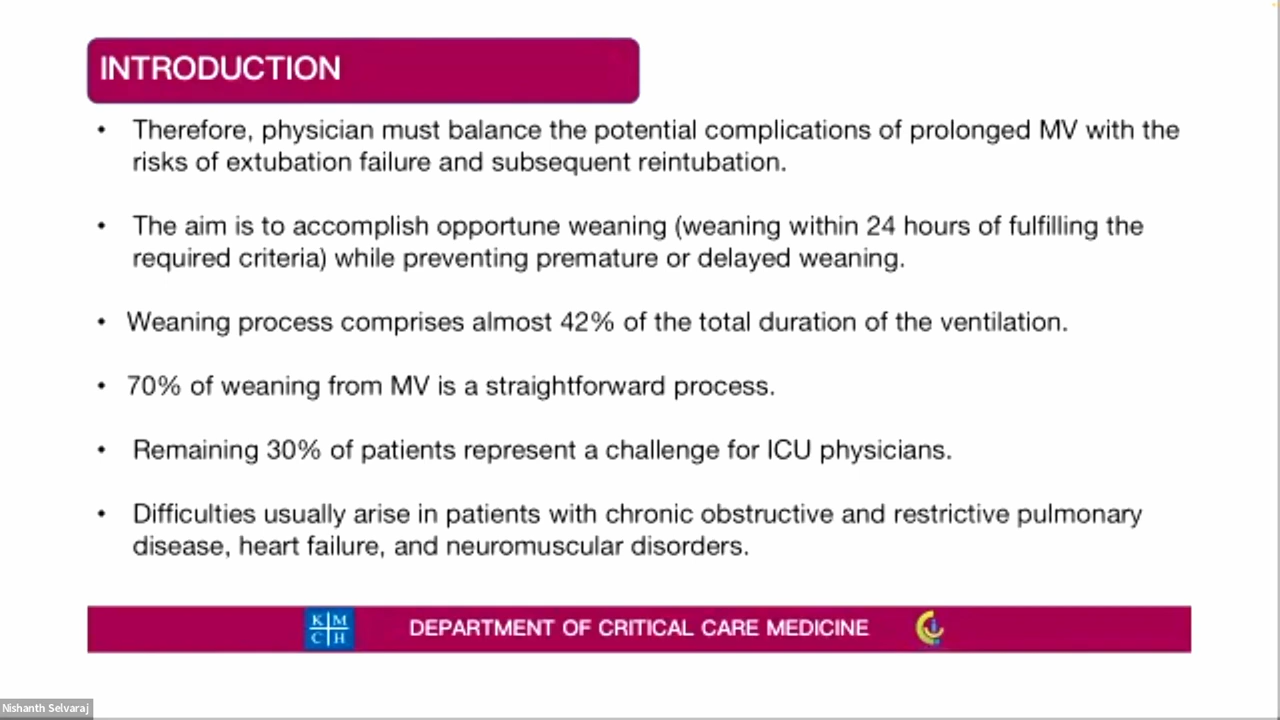 INTRODUCTION
• Therefore, physician must balance the potential complications of prolonged MV with the
risks of extubation failure and subsequent reintubation.
• The aim is to accomplish opportune weaning (weaning within 24 hours of fulfilling the
required criteria) while preventing premature or delayed weaning.
• Weaning process comprises almost 42% of the total duration of the ventilation.
• 70% of weaning from MV is a straightforward process.
• Remaining 30% of patients represent a challenge for ICU physicians.
• Difficulties usually arise in patients with chronic obstructive and restrictive pulmonary
disease, heart failure, and neuromuscular disorders.
K M
C H
DEPARTMENT OF CRITICAL CARE MEDICINE
Nishanth Selvaraj